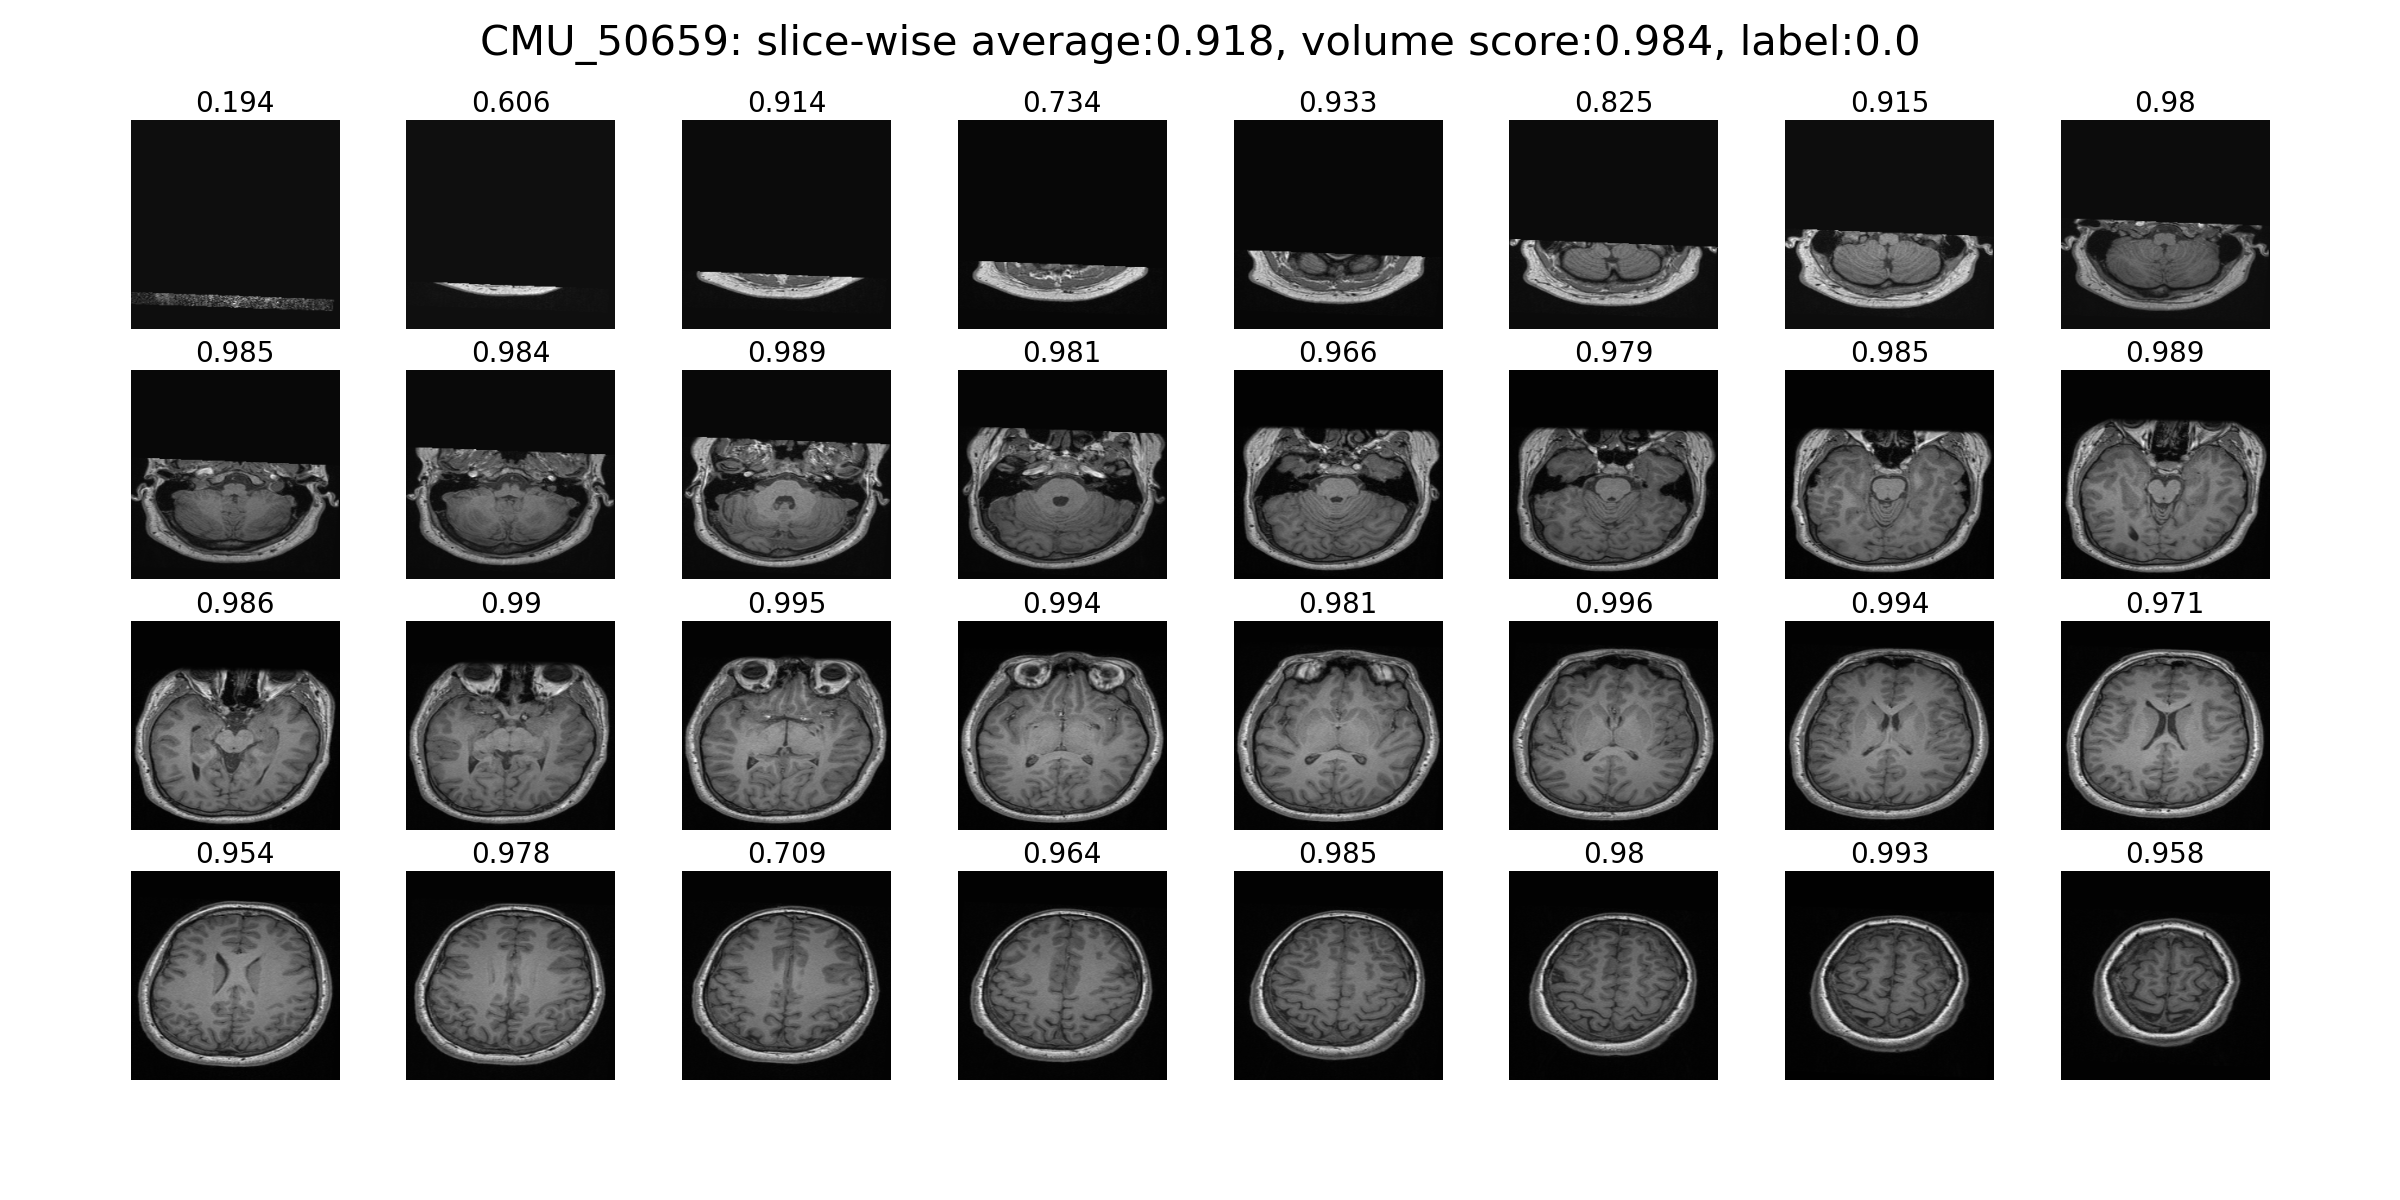 CMU_50659: slice-wise average:0.918, volume score:0.984, label:0.0
0.194 0.606 0.914 0.734 0.933 0.825 0.915 0.98
0.985 0.984 0.989 0.981 0.966 0.979 0.985 0.989
0.986 0.99 0.995 0.994 0.981 0.996 0.994 0.971
0.954 0.978 0.709 0.964 0.985 0.98 0.993 0.958